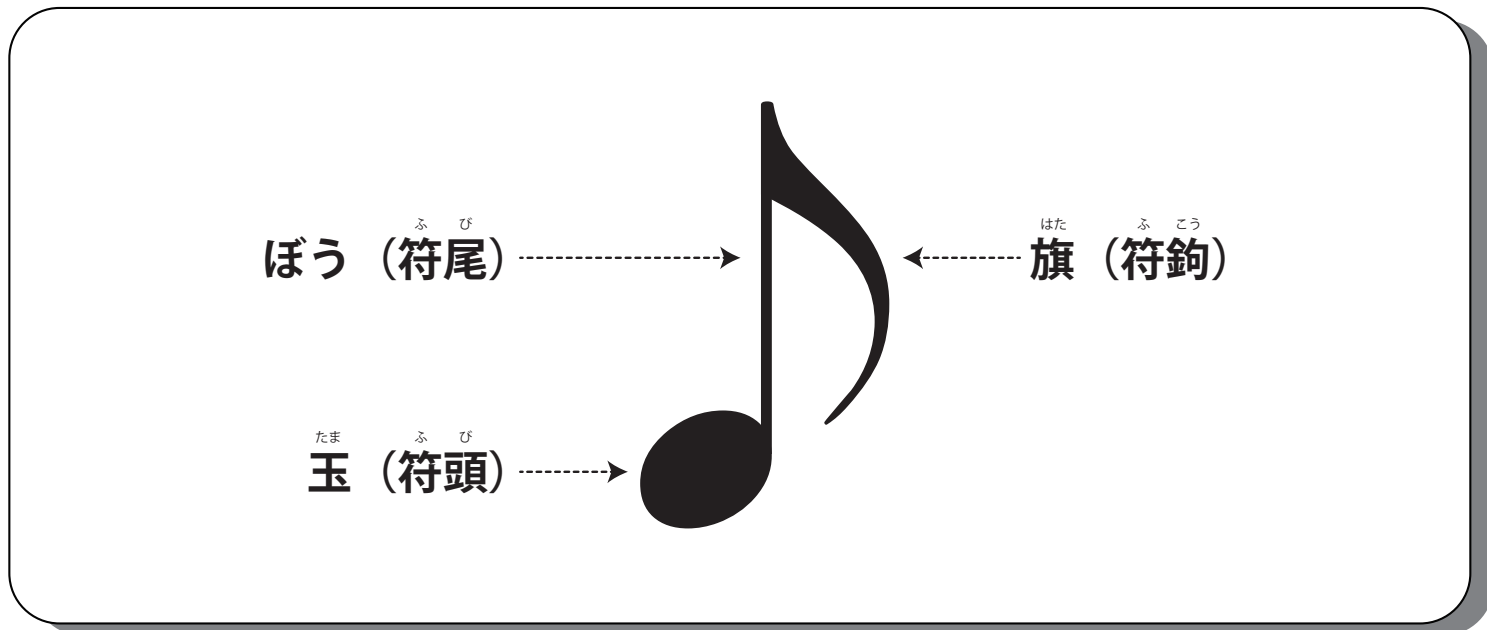 ふ び
ぼう（符尾）
はた ふ こう
旗（符鉤）
たま ふ び
玉（符頭）